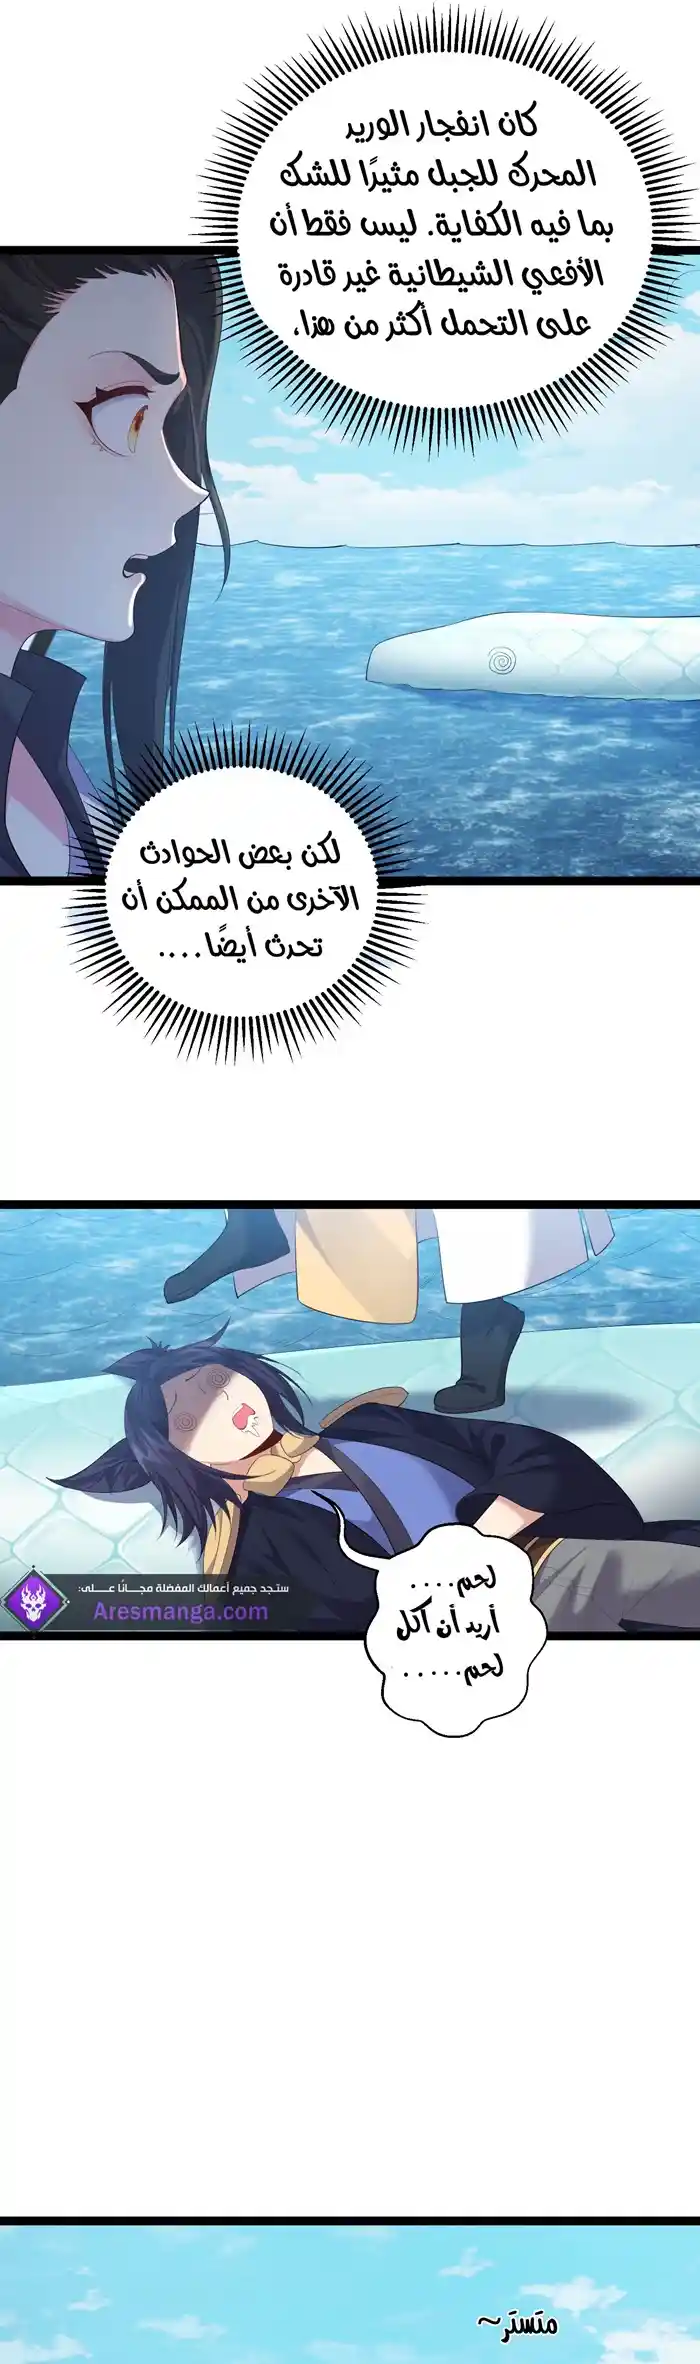 كان انفجار الوريد
المحرك للجبل مثيرًا للشك
بما فيه الكفاية. ليس فقط أن
الأفعي الشيطانية غير قادرة
على التحمل أكثر من هذا،
لكن بعض الحوادث
الآخرى من الممكن أن
تحدث أيضًا....
لحم....
أريد أن آكل
لحم.....
ستجد جميع أعمالك المفضلة مجانًا على:
Aresmanga.com
متستر~